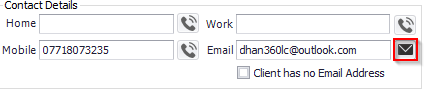 Contact Details
Home Work
Mobile 07718073235 Email dhan360lc@outlook.com
Client has no Email Address